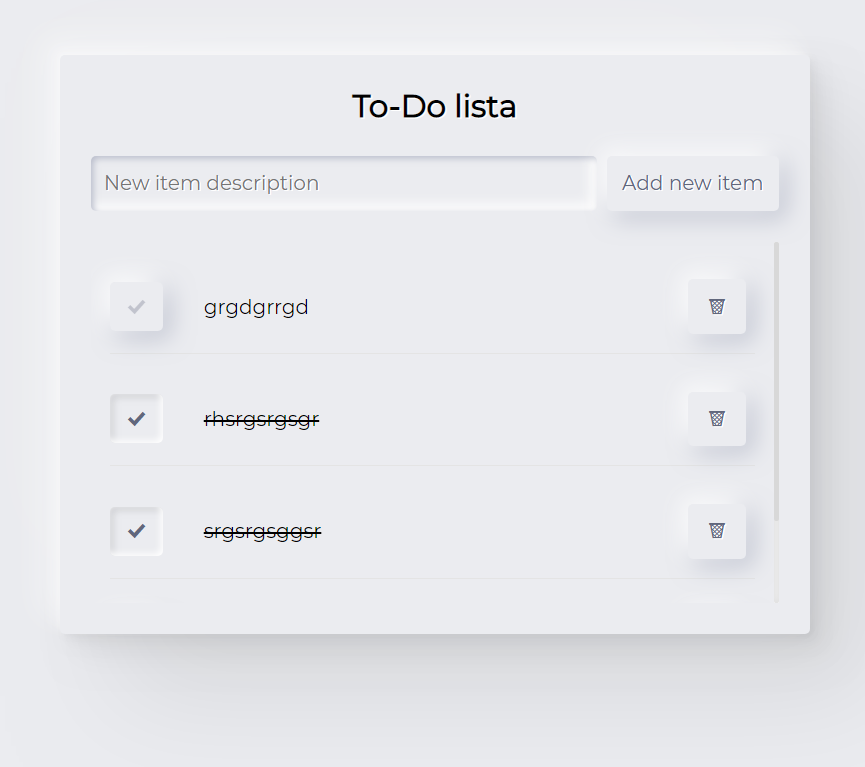 To-Do lista
New item description
Add new item
grgdgrrgd
rhsrgsrgsgr
srgsrgsggsr